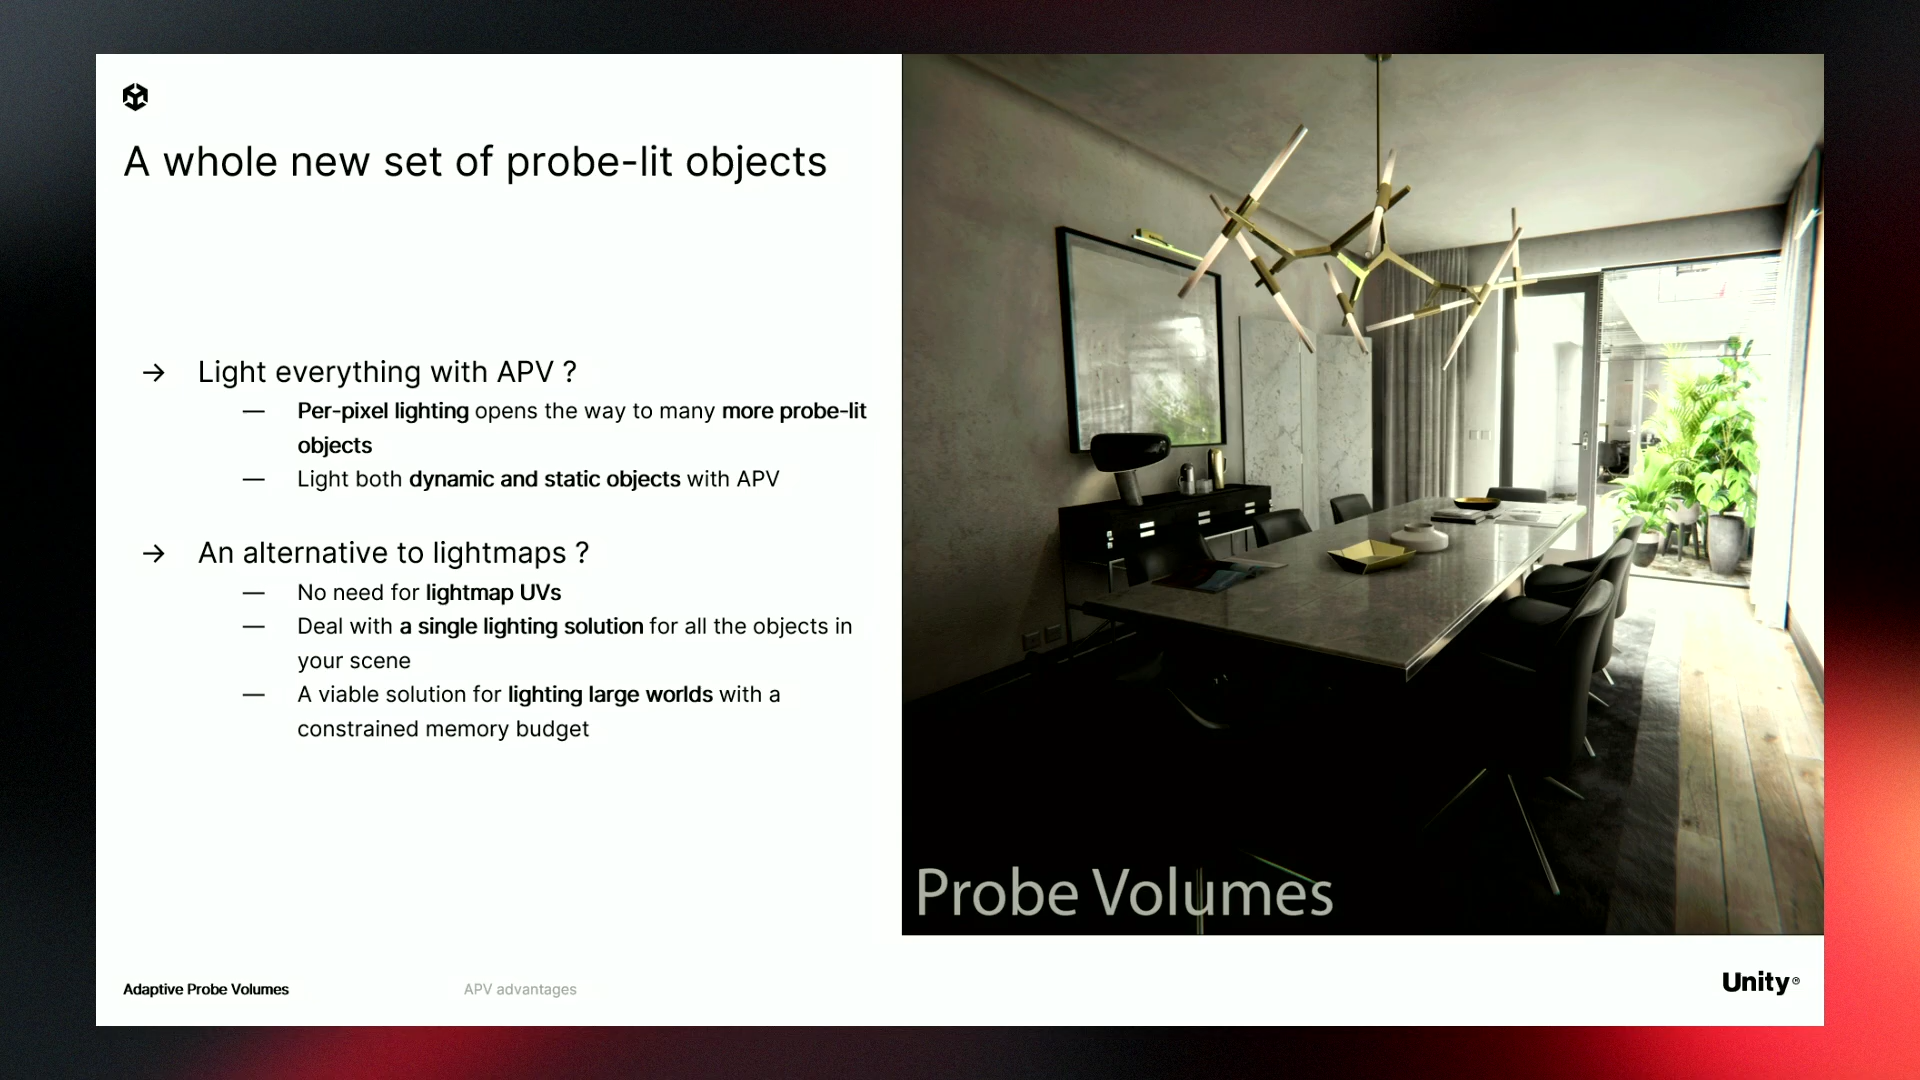 A whole new set of probe-lit objects
→ Light everything with APV ?
— Per-pixel lighting opens the way to many more probe-lit
objects
— Light both dynamic and static objects with APV
→ An alternative to lightmaps ?
— No need for lightmap UVs
— Deal with a single lighting solution for all the objects in
your scene
— A viable solution for lighting large worlds with a
constrained memory budget
Probe Volumes
Adaptive Probe Volumes
APV advantages
Unity®